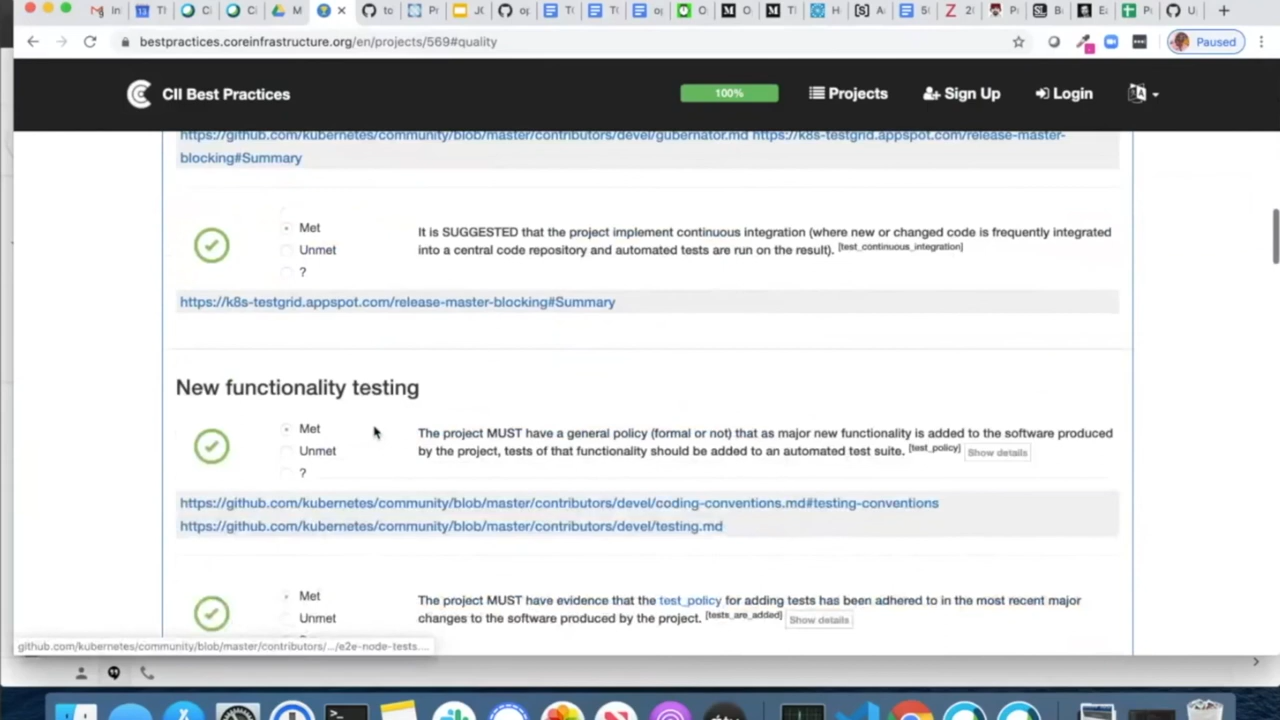 bestpractices.coreinfrastructure.org/en/projects/569#quality
Paused
CII Best Practices
100%
Projects
Sign Up
Login
https://github.com/kubernetes/community/blob/master/contributors/devel/gubernator.md https://k8s-testgrid.appspot.com/release-master-
blocking#Summary
Met
Unmet
?
It is SUGGESTED that the project implement continuous integration (where new or changed code is frequently integrated
into a central code repository and automated tests are run on the result). [test_continuous_integration]
https://k8s-testgrid.appspot.com/release-master-blocking#Summary
New functionality testing
Met
Unmet
?
The project MUST have a general policy (formal or not) that as major new functionality is added to the software produced
by the project, tests of that functionality should be added to an automated test suite. [test_policy] Show details
https://github.com/kubernetes/community/blob/master/contributors/devel/coding-conventions.md#testing-conventions
https://github.com/kubernetes/community/blob/master/contributors/devel/testing.md
Met
Unmet
The project MUST have evidence that the test_policy for adding tests has been adhered to in the most recent major
changes to the software produced by the project. [tests_are_added] Show details
github.com/kubernetes/community/blob/master/contributors/.../e2e-node-tests....